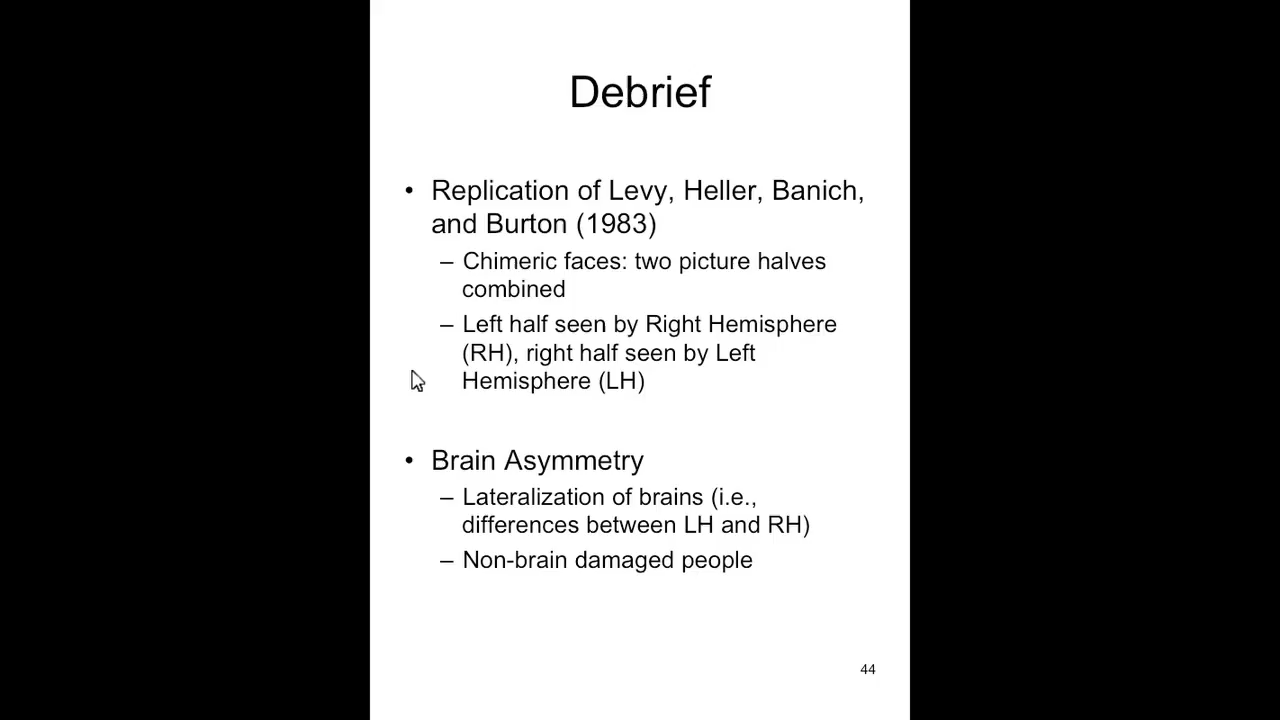 Debrief
• Replication of Levy, Heller, Banich,
and Burton (1983)
– Chimeric faces: two picture halves
combined
– Left half seen by Right Hemisphere
(RH), right half seen by Left
Hemisphere (LH)
• Brain Asymmetry
– Lateralization of brains (i.e.,
differences between LH and RH)
– Non-brain damaged people
44